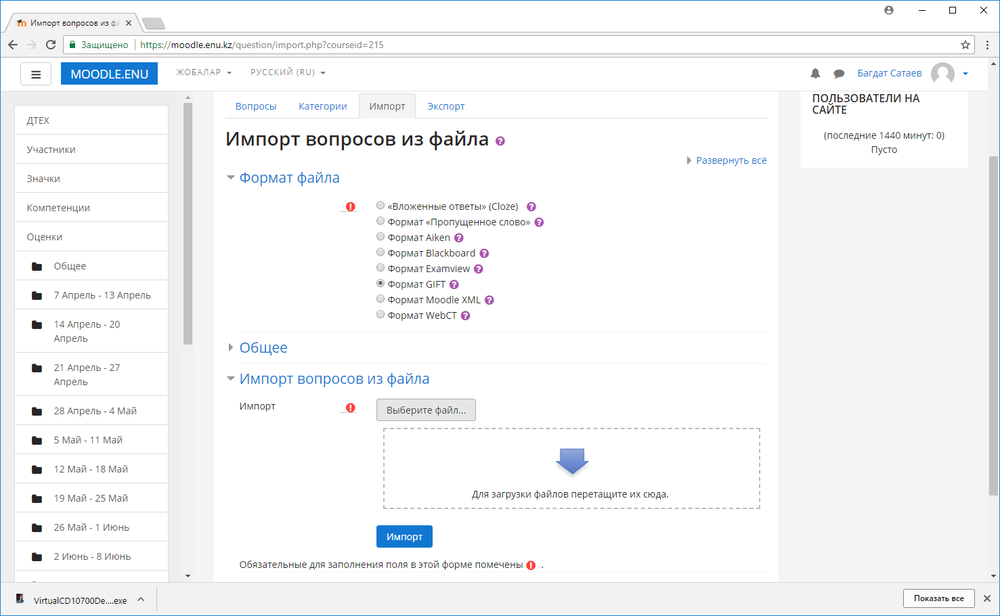 Импорт вопросов из фа
Защищено
https://moodle.enu.kz/question/import.php?courseid=215
MOODLE.ENU
ЖОБАЛАР
РУССКИЙ (RU)
Багдат Сатаев
ДТЕХ
Участники
Значки
Компетенции
Оценки
Общее
7 Апрель - 13 Апрель
14 Апрель - 20
Апрель
21 Апрель - 27
Апрель
28 Апрель - 4 Май
5 Май - 11 Май
12 Май - 18 Май
19 Май - 25 Май
26 Май - 1 Июнь
2 Июнь - 8 Июнь
Вопросы
Категории
Импорт
Экспорт
Импорт вопросов из файла
Развернуть всё
Формат файла
«Вложенные ответы» (Cloze)
Формат «Пропущенное слово»
Формат Aiken
Формат Blackboard
Формат Examview
Формат GIFT
Формат Moodle XML
Формат WebCT
Общее
Импорт вопросов из файла
Импорт
Выберите файл...
Для загрузки файлов перетащите их сюда.
Импорт
Обязательные для заполнения поля в этой форме помечены .
ПОЛЬЗОВАТЕЛИ НА
САЙТЕ
(последние 1440 минут: 0)
Пусто
VirtualCD10700De....exe
Показать все